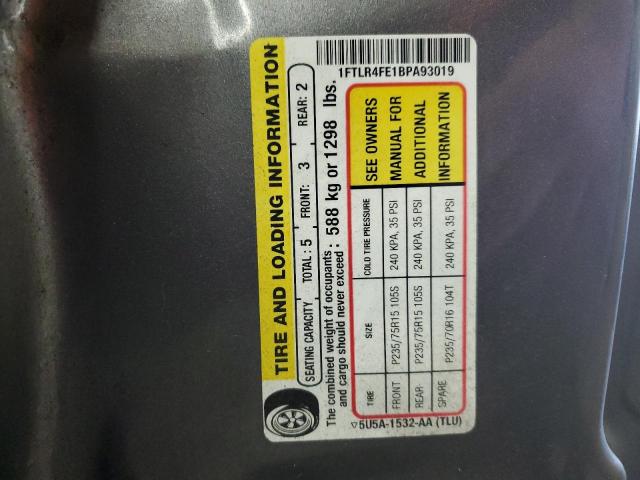 1FTLR4FE1BPA93019
TIRE AND LOADING INFORMATION
SEATING CAPACITY TOTAL : 5 FRONT: 3 REAR: 2
The combined weight of occupants
and cargo should never exceed : 588 kg or 1298 lbs.
TIRE SIZE COLD TIRE PRESSURE
FRONT P235/75R15 105S 240 KPA, 35 PSI
REAR P235/75R15 105S 240 KPA, 35 PSI
SPARE P235/70R16 104T 240 KPA, 35 PSI
SEE OWNERS
MANUAL FOR
ADDITIONAL
INFORMATION
▽5U5A-1532-AA (TLU)